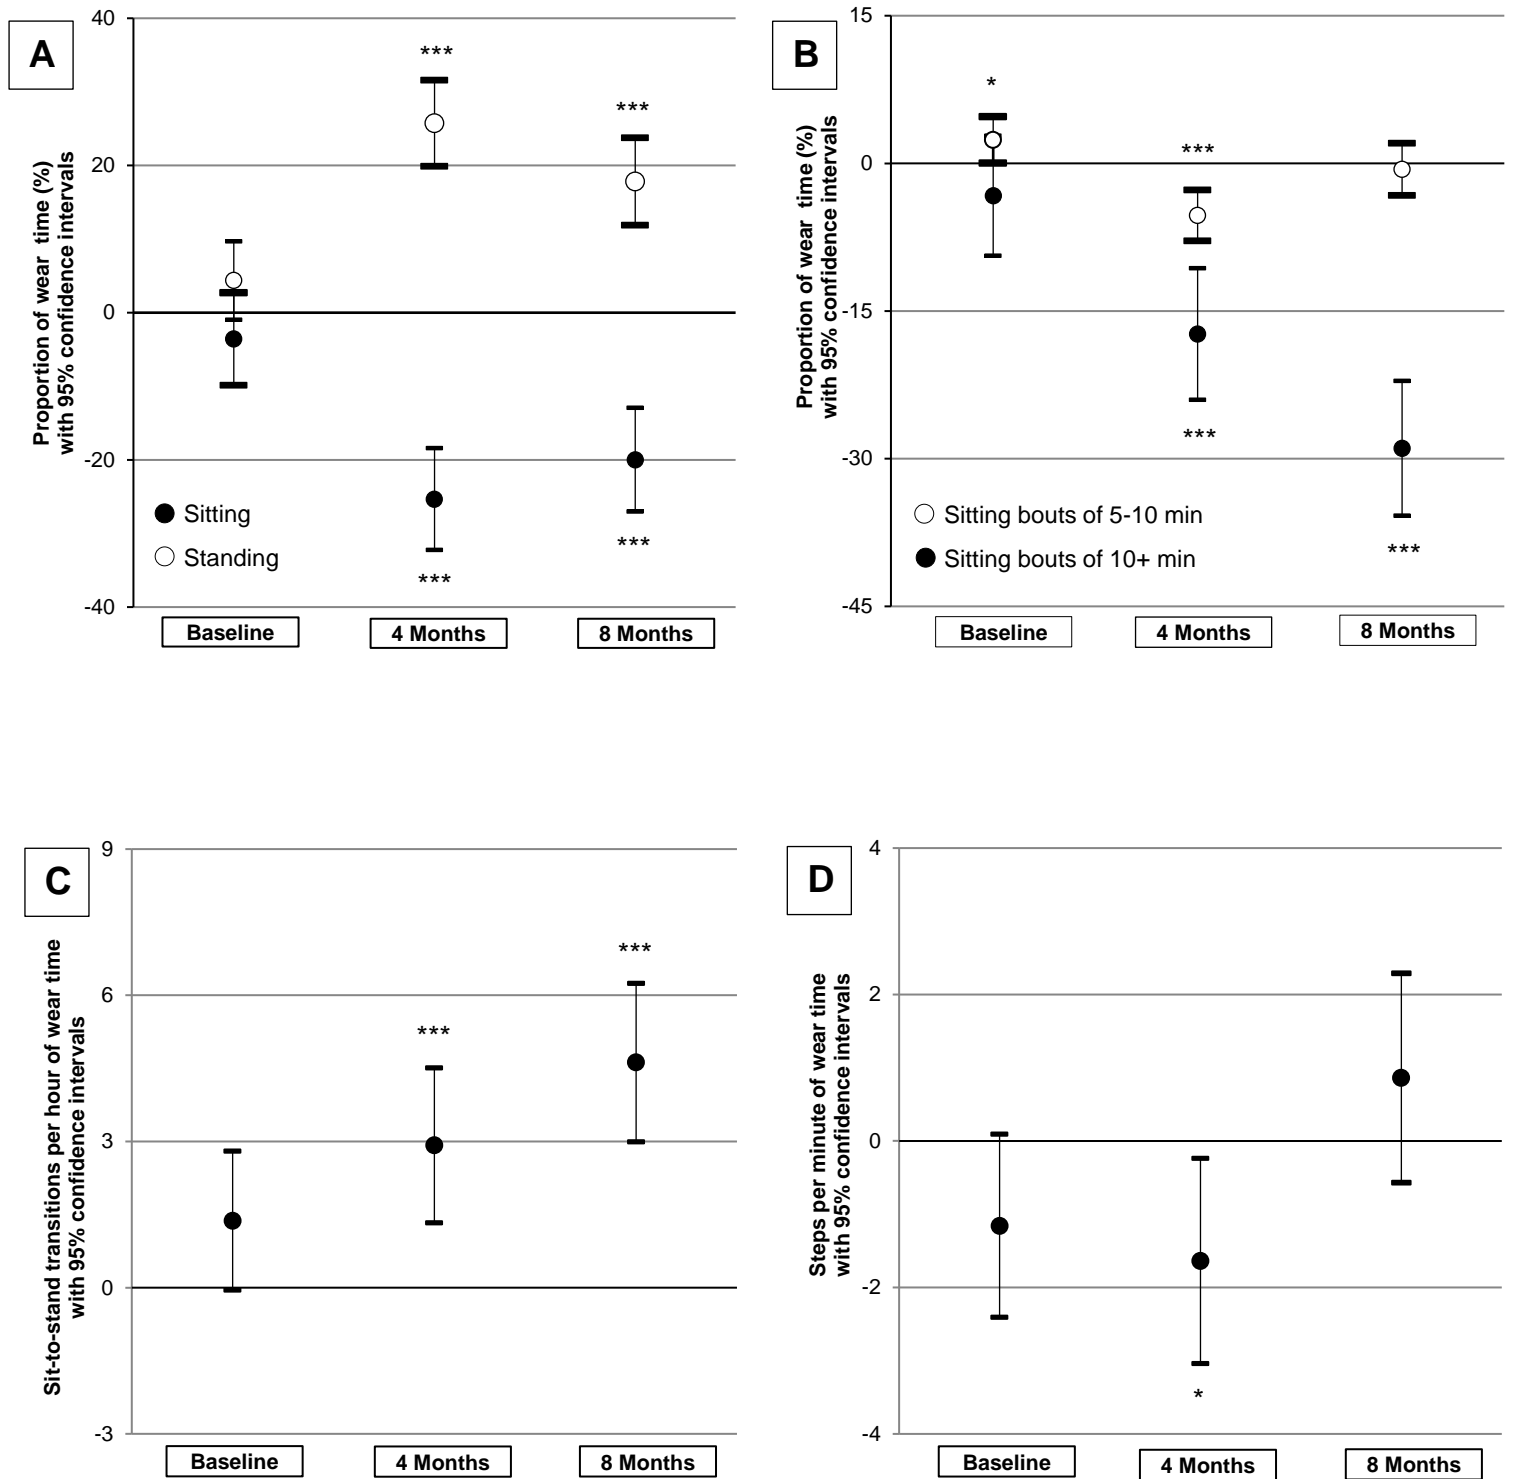 A
Proportion of wear time (%)
with 95% confidence intervals
40
20
0
-20
-40
***
***
***
***
Sitting
Standing
Baseline
4 Months
8 Months
B
Proportion of wear time (%)
with 95% confidence intervals
15
0
-15
-30
-45
*
***
***
***
Sitting bouts of 5-10 min
Sitting bouts of 10+ min
Baseline
4 Months
8 Months
C
Sit-to-stand transitions per hour of wear time
with 95% confidence intervals
9
6
3
0
-3
***
***
Baseline
4 Months
8 Months
D
Steps per minute of wear time
with 95% confidence intervals
4
2
0
-2
-4
*
Baseline
4 Months
8 Months